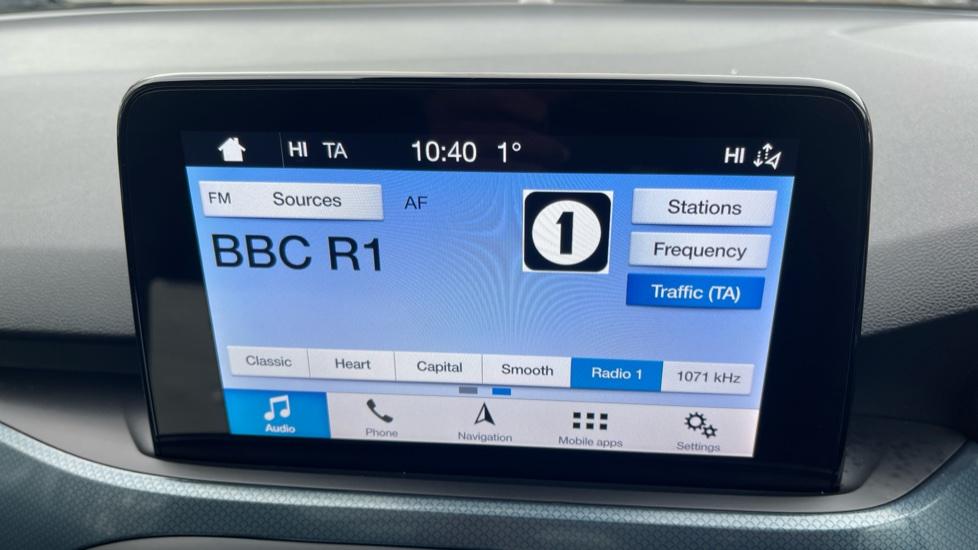 HI TA 10:40 1° HI
FM Sources AF
1
Stations
BBC R1
Frequency
Traffic (TA)
Classic Heart Capital Smooth Radio 1 1071 kHz
Audio Phone Navigation Mobile apps Settings